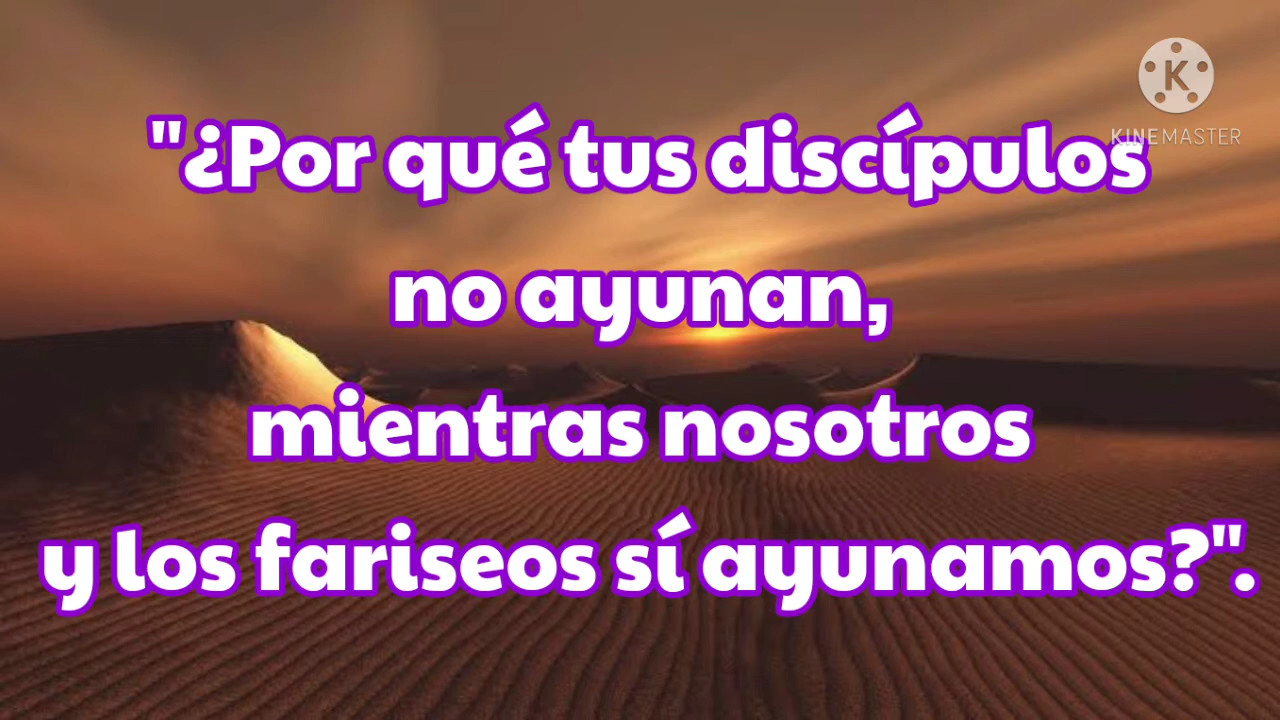 K
KINEMASTER
"¿Por qué tus discípulos
no ayunan,
mientras nosotros
y los fariseos sí ayunamos?".